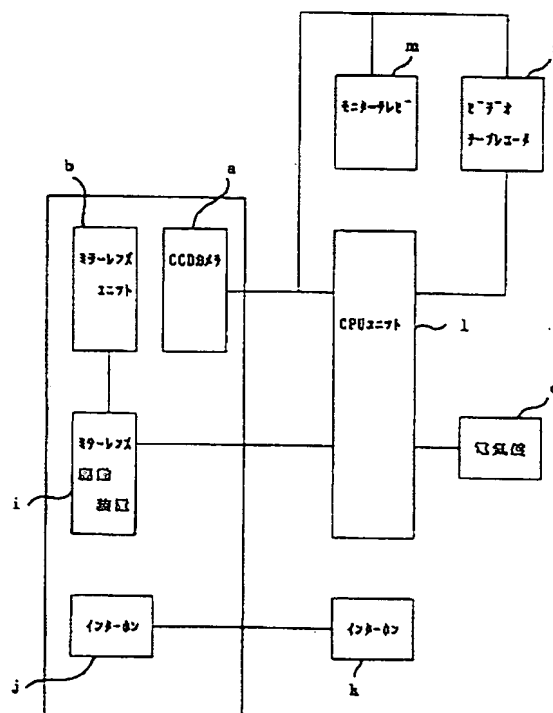 m
モニターテレビ
ビデオ
テープレコーダ
b
a
ミラーレンズ
ユニット
CCDカメラ
CPUユニット
l
ミラーレンズ
i
インターホン
インターホン
j
k